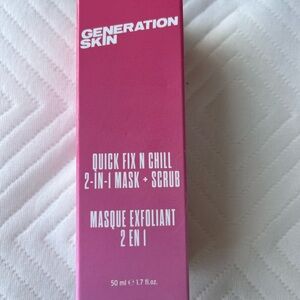 GENERATION
SKIN
QUICK FIX N CHILL
2-IN-1 MASK + SCRUB
MASQUE EXFOLIANT
2 EN 1
50 ml ℮ 1.7 fl.oz.